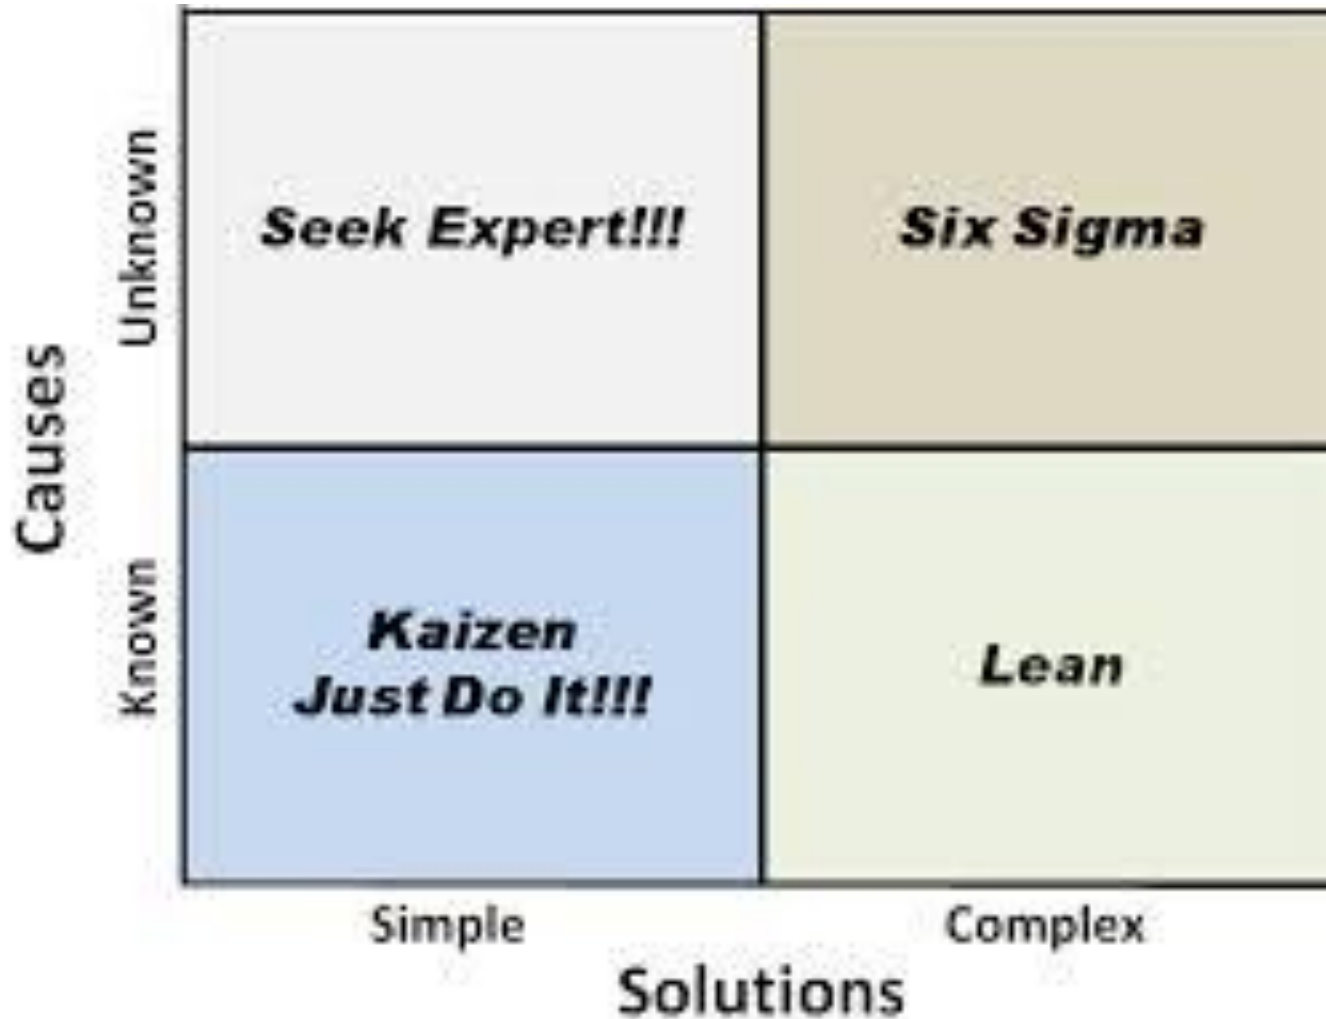 Causes
Unknown
Seek Expert!!!
Six Sigma
Known
Kaizen
Just Do It!!!
Lean
Simple
Complex
Solutions